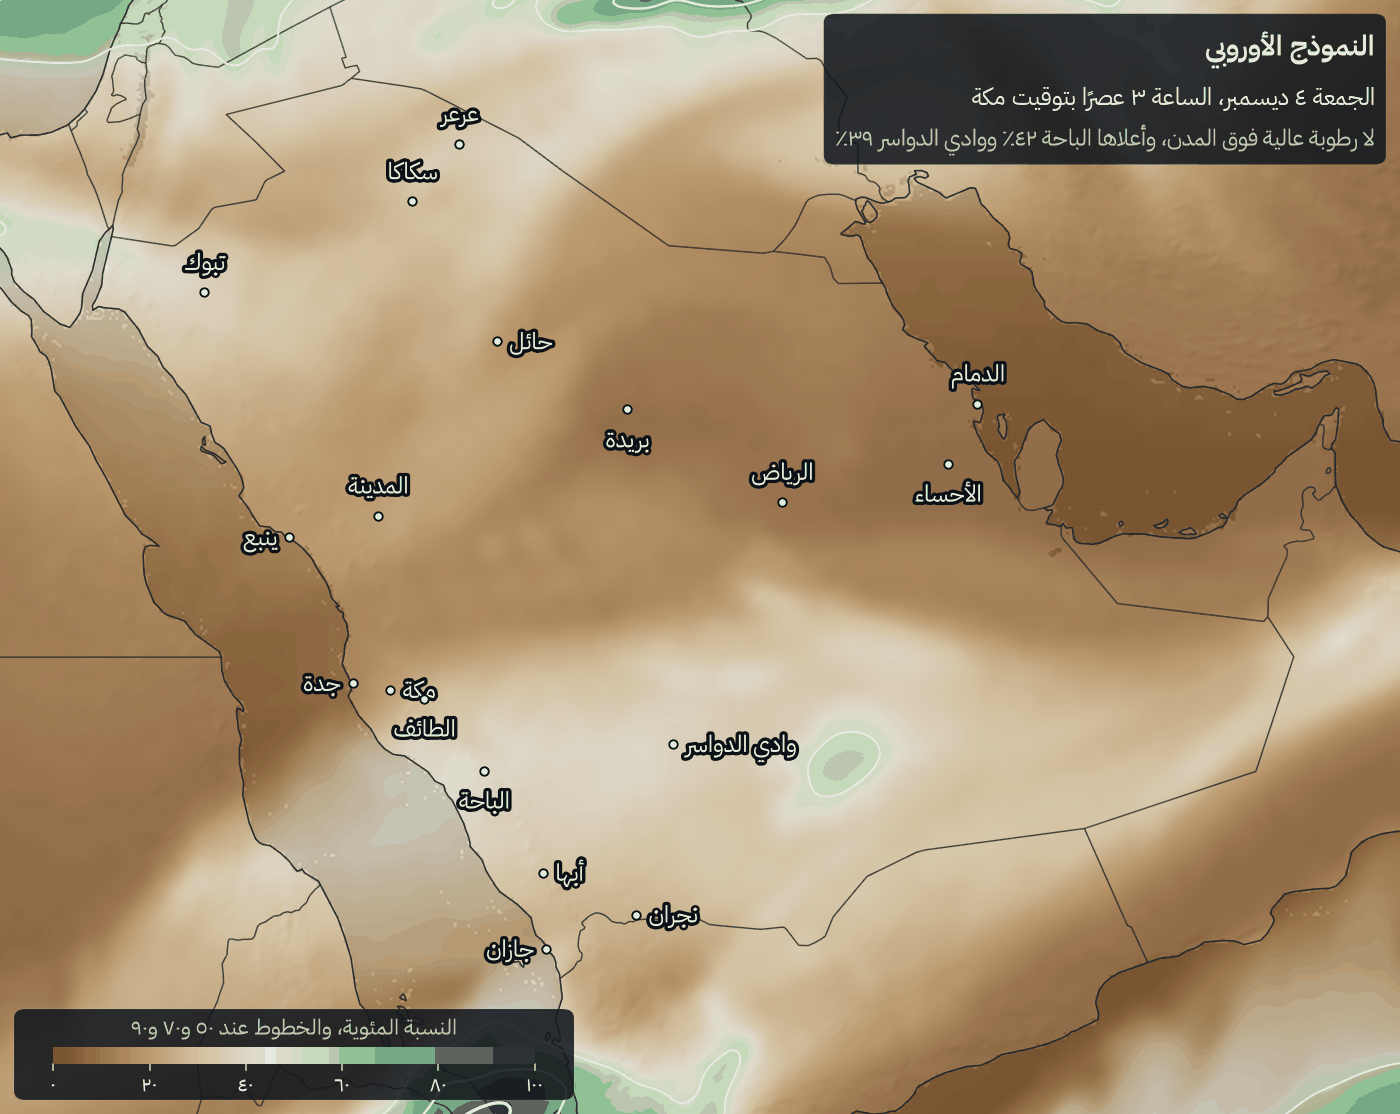 النموذج الأوروبي
الجمعة ٤ ديسمبر، الساعة ٣ عصرًا بتوقيت مكة
لا رطوبة عالية فوق المدن، وأعلاها الباحة ٤٢٪ ووادي الدواسر ٣٩٪
عرعر
سكاكا
تبوك
حائل
الدمام
بريدة
الرياض
المدينة
الأحساء
ينبع
جدة
مكة
الطائف
وادي الدواسر
الباحة
أبها
نجران
جازان
النسبة المئوية، والخطوط عند ٥٠ و٧٠ و٩٠
٠ ٢٠ ٤٠ ٦٠ ٨٠ ١٠٠